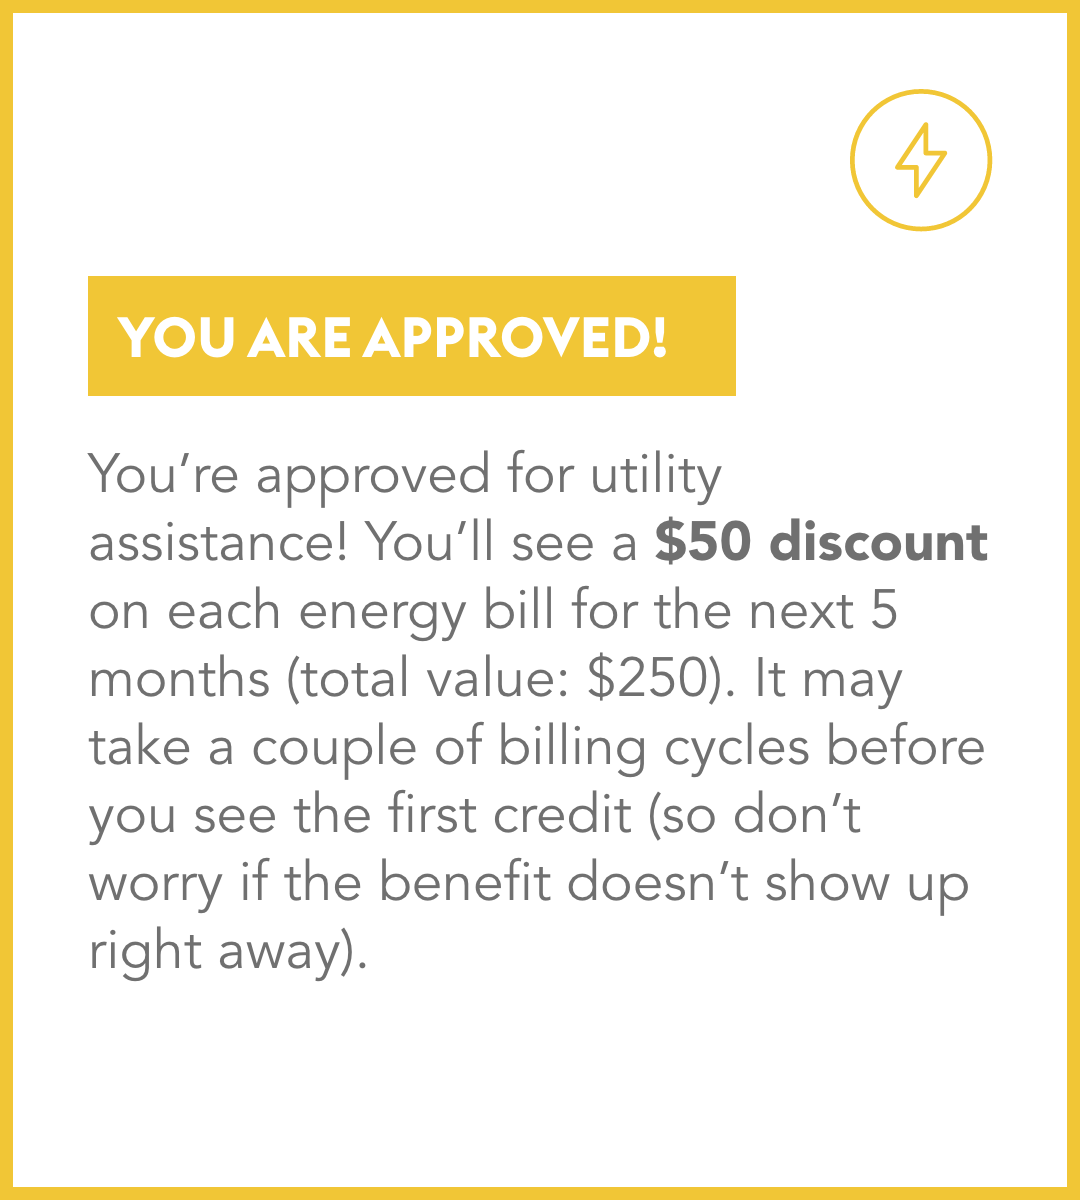 YOU ARE APPROVED!
You’re approved for utility
assistance! You’ll see a $50 discount
on each energy bill for the next 5
months (total value: $250). It may
take a couple of billing cycles before
you see the first credit (so don’t
worry if the benefit doesn’t show up
right away).